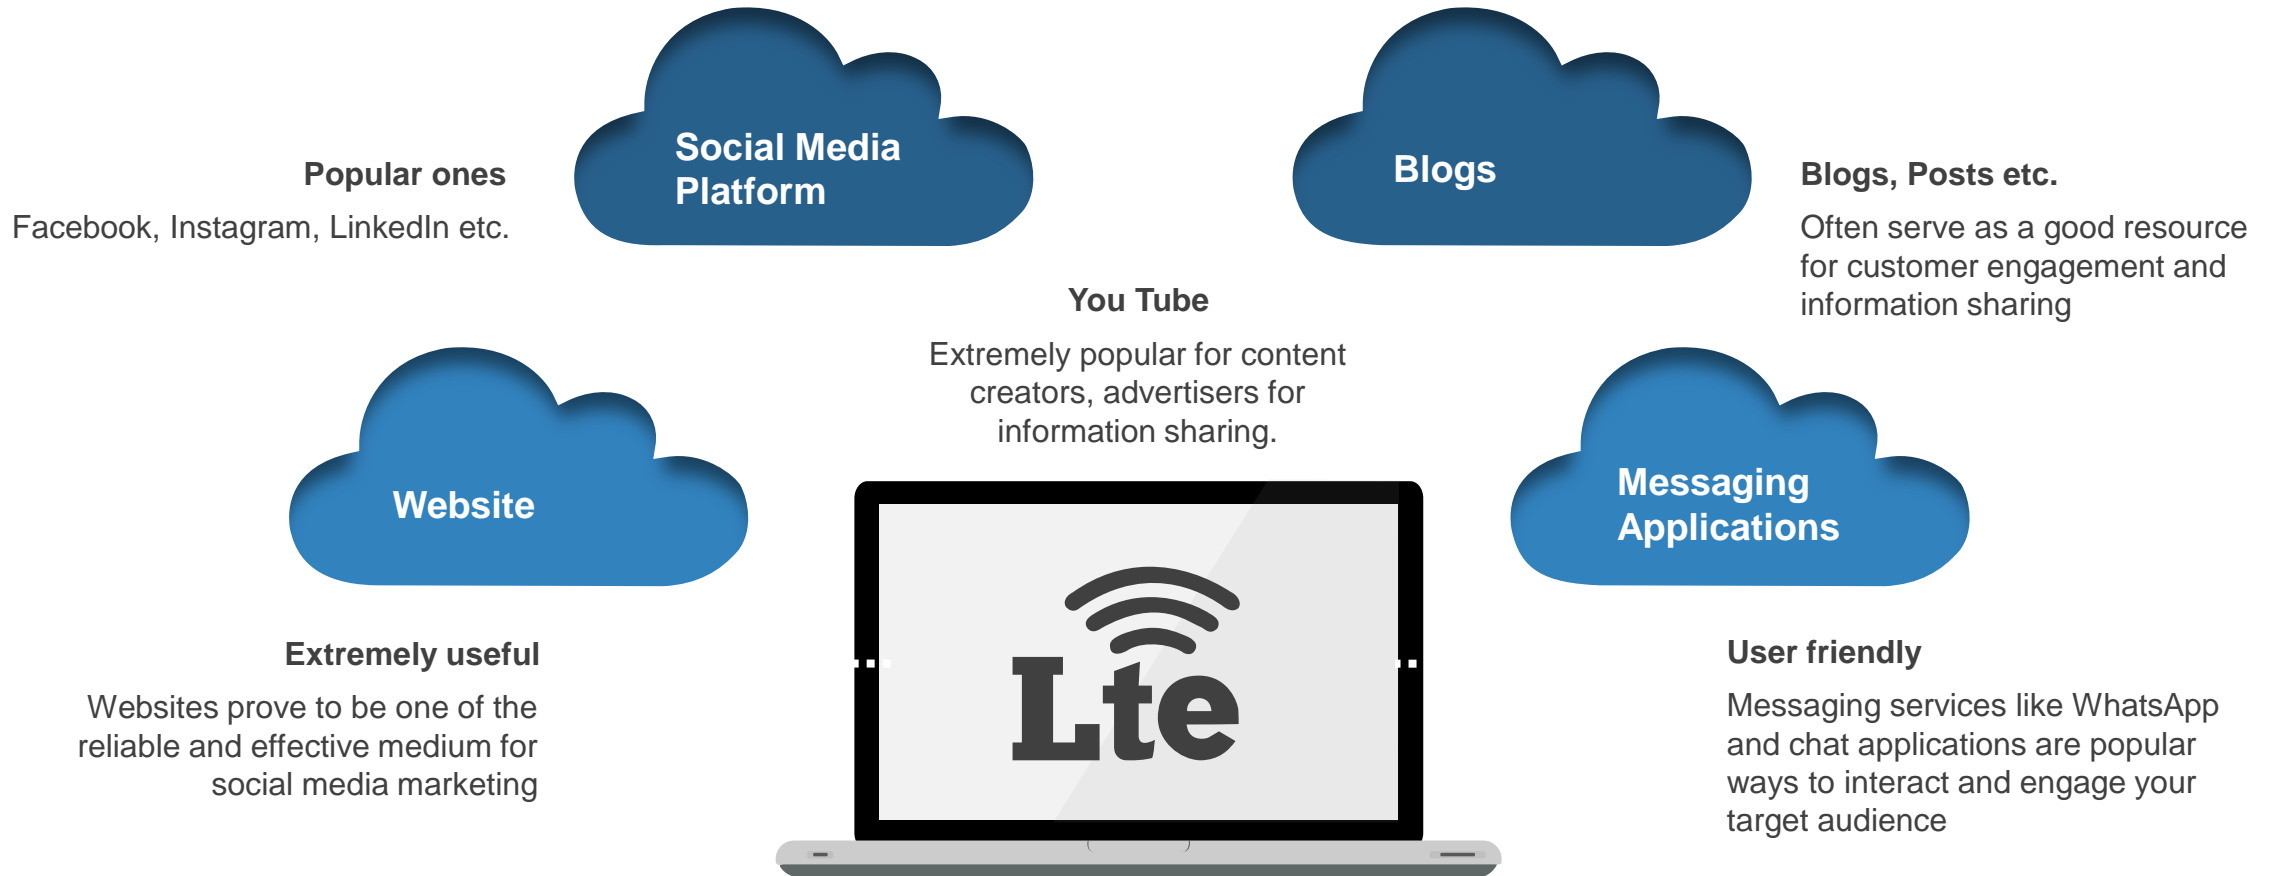 Social Media
Platform
Popular ones
Facebook, Instagram, LinkedIn etc.
Blogs
Blogs, Posts etc.
Often serve as a good resource
for customer engagement and
information sharing
You Tube
Extremely popular for content
creators, advertisers for
information sharing.
Website
Extremely useful
Websites prove to be one of the
reliable and effective medium for
social media marketing
Messaging
Applications
User friendly
Messaging services like WhatsApp
and chat applications are popular
ways to interact and engage your
target audience
Lte